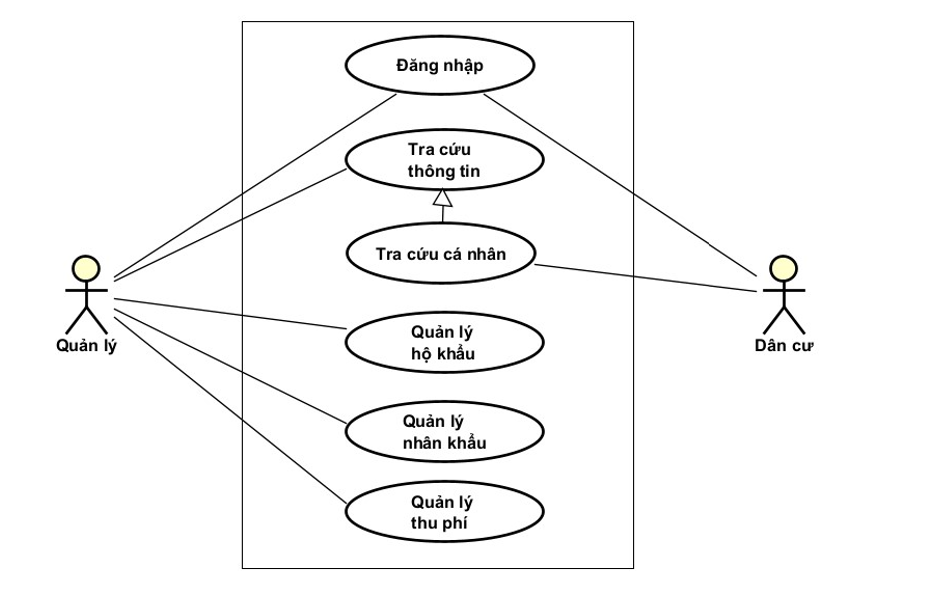 Đăng nhập
Tra cứu
thông tin
Tra cứu cá nhân
Quản lý
hộ khẩu
Quản lý
Dân cư
Quản lý
nhân khẩu
Quản lý
thu phí